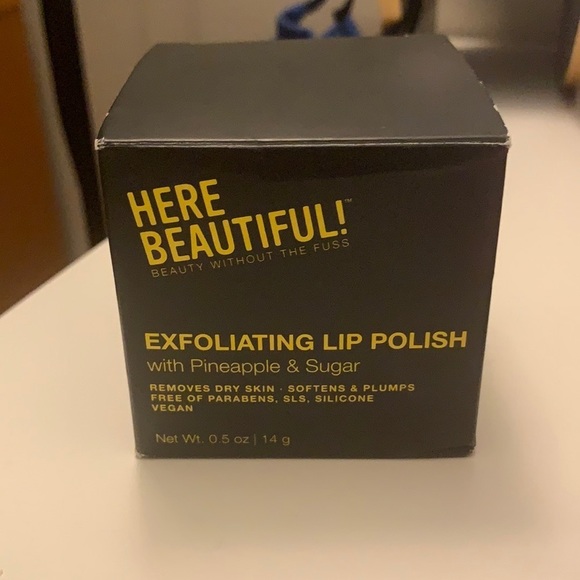 HERE
BEAUTIFUL!™
BEAUTY WITHOUT THE FUSS
EXFOLIATING LIP POLISH
with Pineapple & Sugar
REMOVES DRY SKIN · SOFTENS & PLUMPS
FREE OF PARABENS, SLS, SILICONE
VEGAN
Net Wt. 0.5 oz | 14 g